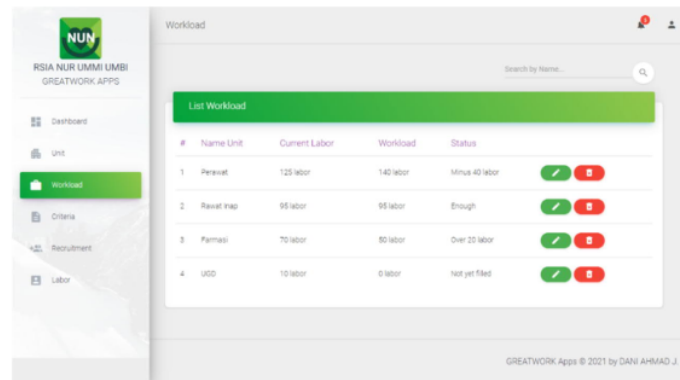 NUN
RSIA NUR UMMI UMBI
GREATWORK APPS
Dashboard
Unit
Workload
Criteria
Recruitment
Labor
Workload
Search by Name...
List Workload
# Name Unit Current Labor Workload Status
1 Perawat 125 labor 140 labor Minus 40 labor
2 Rawat Inap 95 labor 95 labor Enough
3 Farmasi 70 labor 50 labor Over 20 labor
4 UGD 10 labor 0 labor Not yet filled
GREATWORK Apps © 2021 by DANI AHMAD J.